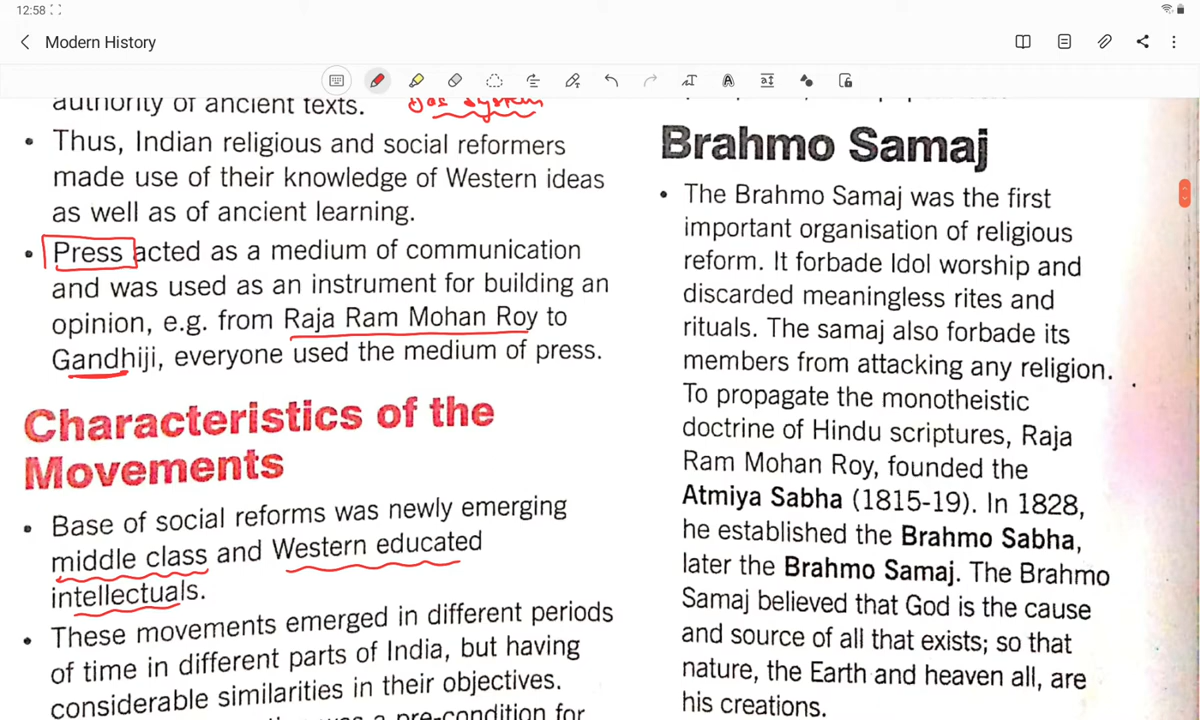 12:58
Modern History
authority of ancient texts.
system
Thus, Indian religious and social reformers
made use of their knowledge of Western ideas
as well as of ancient learning.
Press acted as a medium of communication
and was used as an instrument for building an
opinion, e.g. from Raja Ram Mohan Roy to
Gandhiji, everyone used the medium of press.
Characteristics of the
Movements
Base of social reforms was newly emerging
middle class and Western educated
intellectuals.
These movements emerged in different periods
of time in different parts of India, but having
considerable similarities in their objectives.
a pre-condition for
Brahmo Samaj
The Brahmo Samaj was the first
important organisation of religious
reform. It forbade Idol worship and
discarded meaningless rites and
rituals. The samaj also forbade its
members from attacking any religion.
To propagate the monotheistic
doctrine of Hindu scriptures, Raja
Ram Mohan Roy, founded the
Atmiya Sabha (1815-19). In 1828,
he established the Brahmo Sabha,
later the Brahmo Samaj. The Brahmo
Samaj believed that God is the cause
and source of all that exists; so that
nature, the Earth and heaven all, are
his creations.